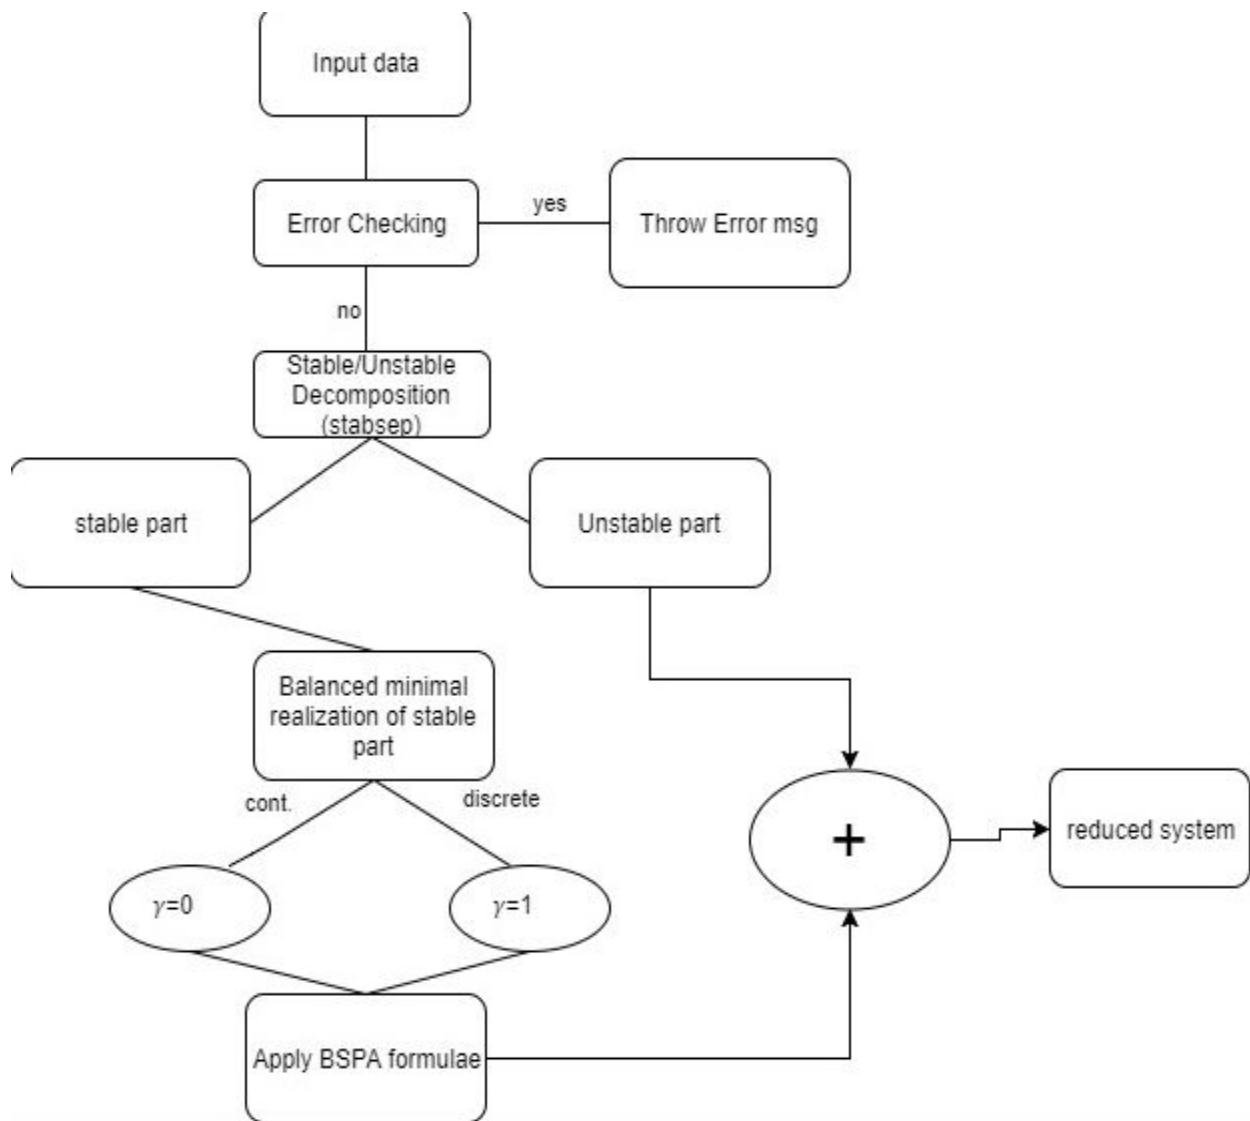 Input data
Error Checking
yes
Throw Error msg
no
Stable/Unstable
Decomposition
(stabsep)
stable part
Unstable part
Balanced minimal
realization of stable
part
cont.
discrete
γ=0
γ=1
+
reduced system
Apply BSPA formulae